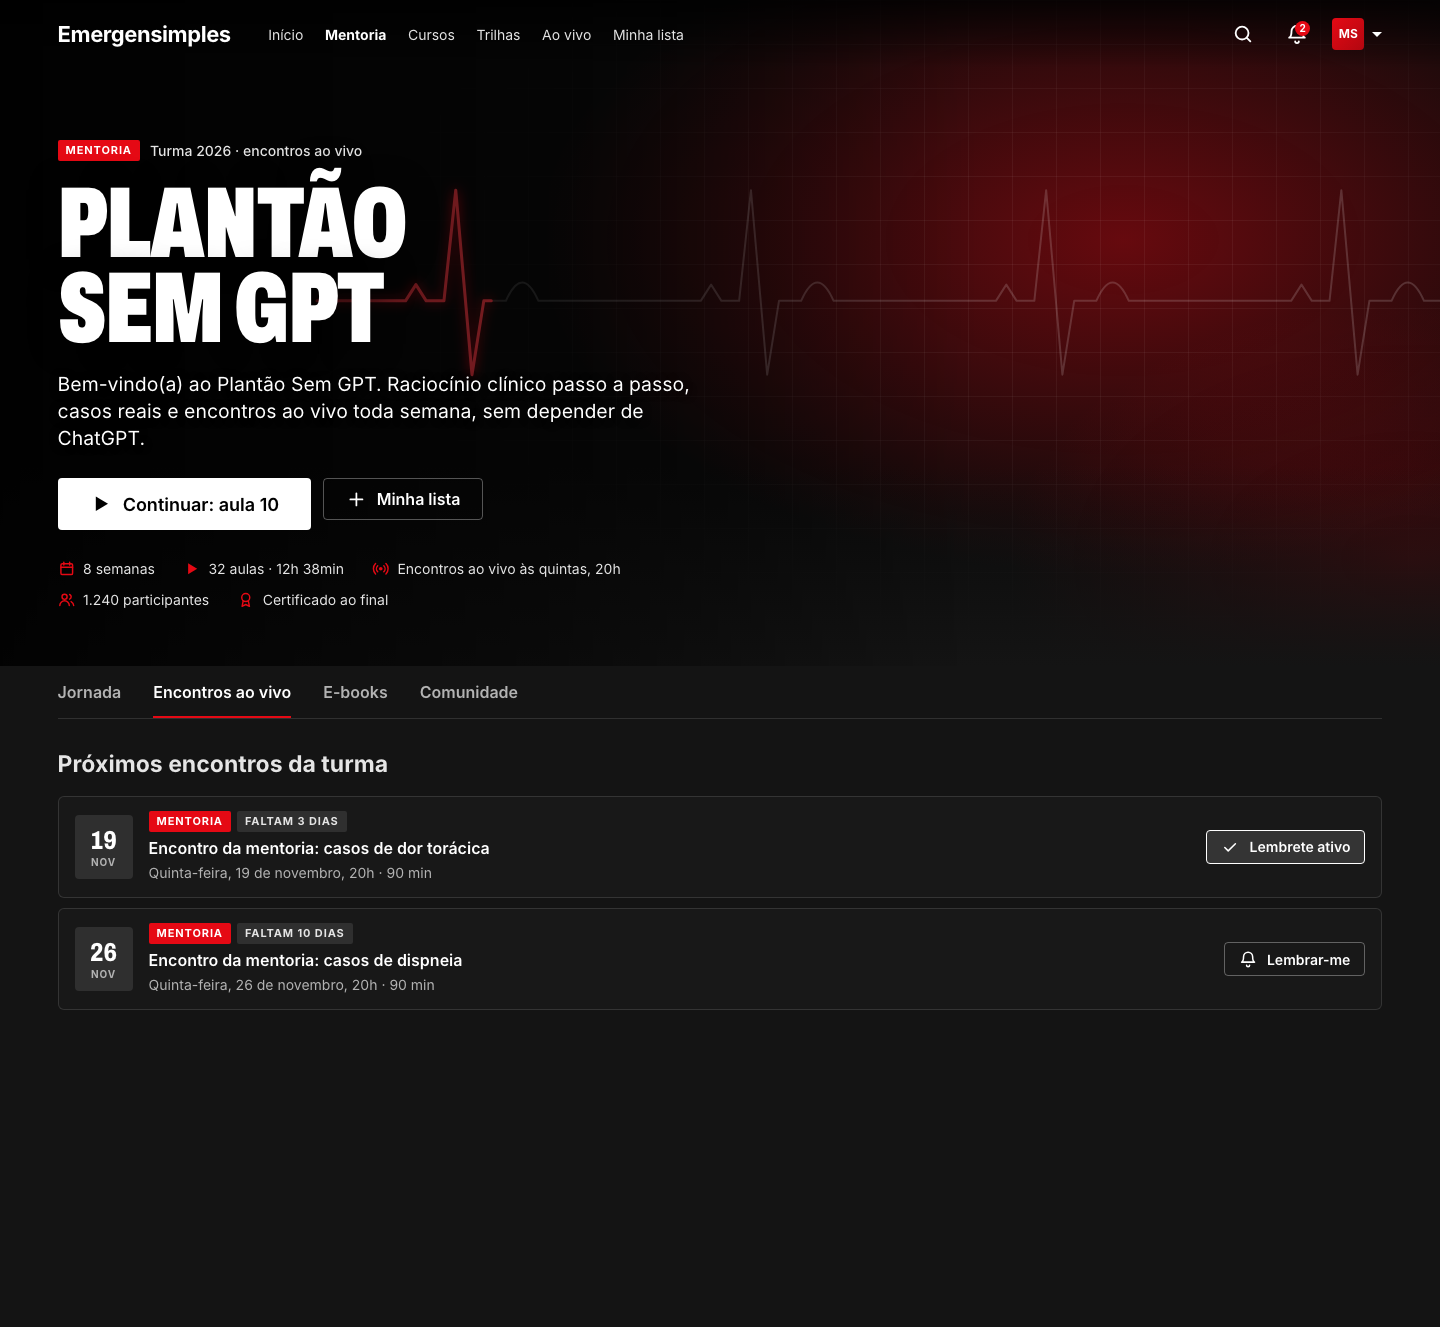 Emergensimples
Início Mentoria Cursos Trilhas Ao vivo Minha lista
2
MS
MENTORIA Turma 2026 · encontros ao vivo
PLANTÃO
SEM GPT
Bem-vindo(a) ao Plantão Sem GPT. Raciocínio clínico passo a passo,
casos reais e encontros ao vivo toda semana, sem depender de
ChatGPT.
Continuar: aula 10
Minha lista
8 semanas 32 aulas · 12h 38min Encontros ao vivo às quintas, 20h
1.240 participantes Certificado ao final
Jornada Encontros ao vivo E-books Comunidade
Próximos encontros da turma
19
NOV
MENTORIA FALTAM 3 DIAS
Encontro da mentoria: casos de dor torácica
Quinta-feira, 19 de novembro, 20h · 90 min
Lembrete ativo
26
NOV
MENTORIA FALTAM 10 DIAS
Encontro da mentoria: casos de dispneia
Quinta-feira, 26 de novembro, 20h · 90 min
Lembrar-me